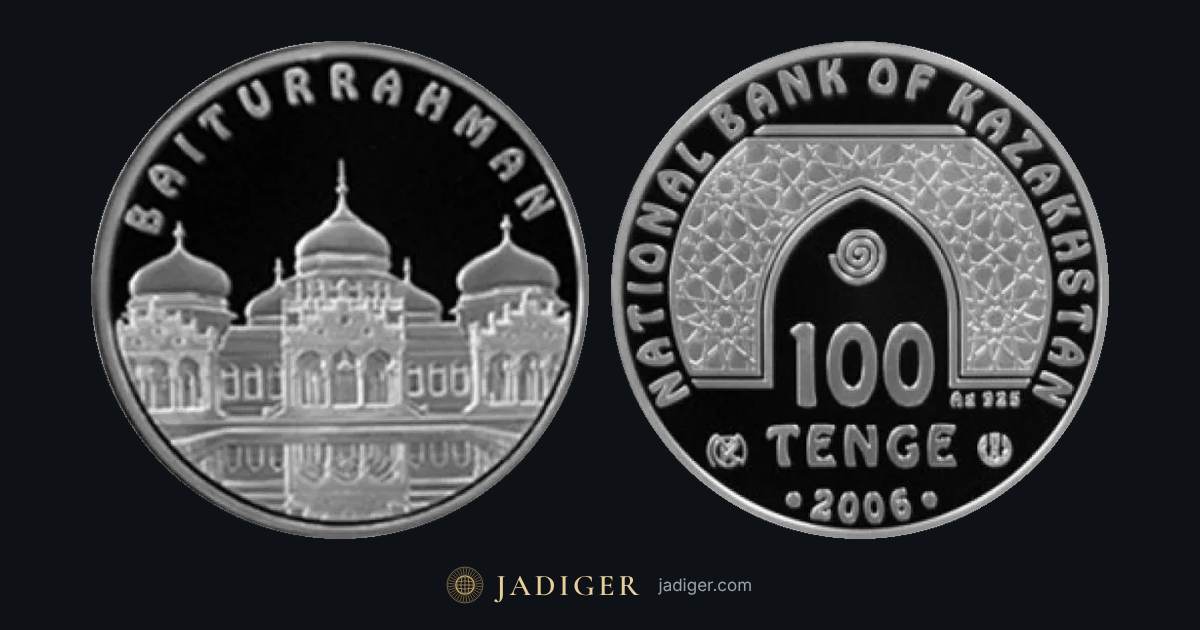 BAITURRAHMAN
NATIONAL BANK OF KAZAKHSTAN
100
Ag 925
TENGE
• 2006 •
JADIGER jadiger.com